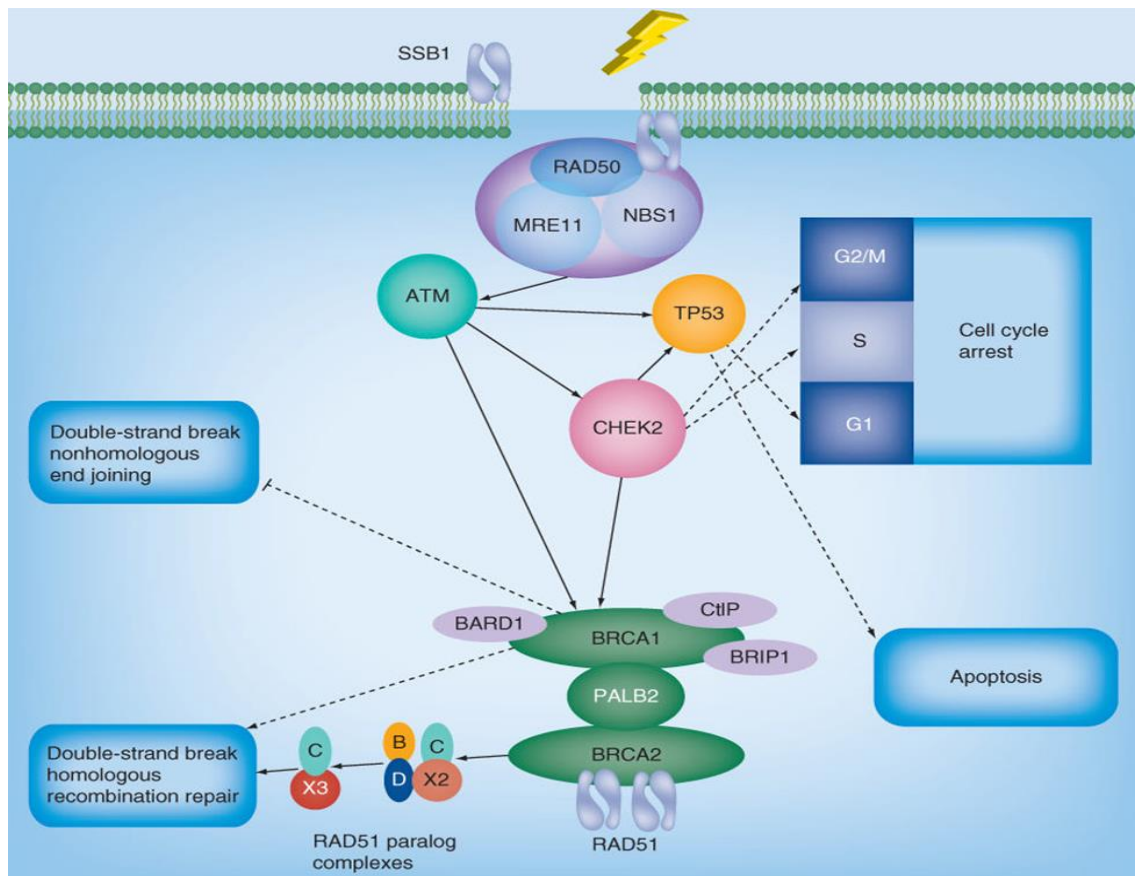 SSB1
RAD50
MRE11
NBS1
ATM
TP53
CHEK2
G2/M
S
G1
Cell cycle
arrest
Double-strand break
nonhomologous
end joining
BARD1
BRCA1
CtIP
BRIP1
PALB2
BRCA2
RAD51
Apoptosis
Double-strand break
homologous
recombination repair
C
X3
B
D
C
X2
RAD51 paralog
complexes